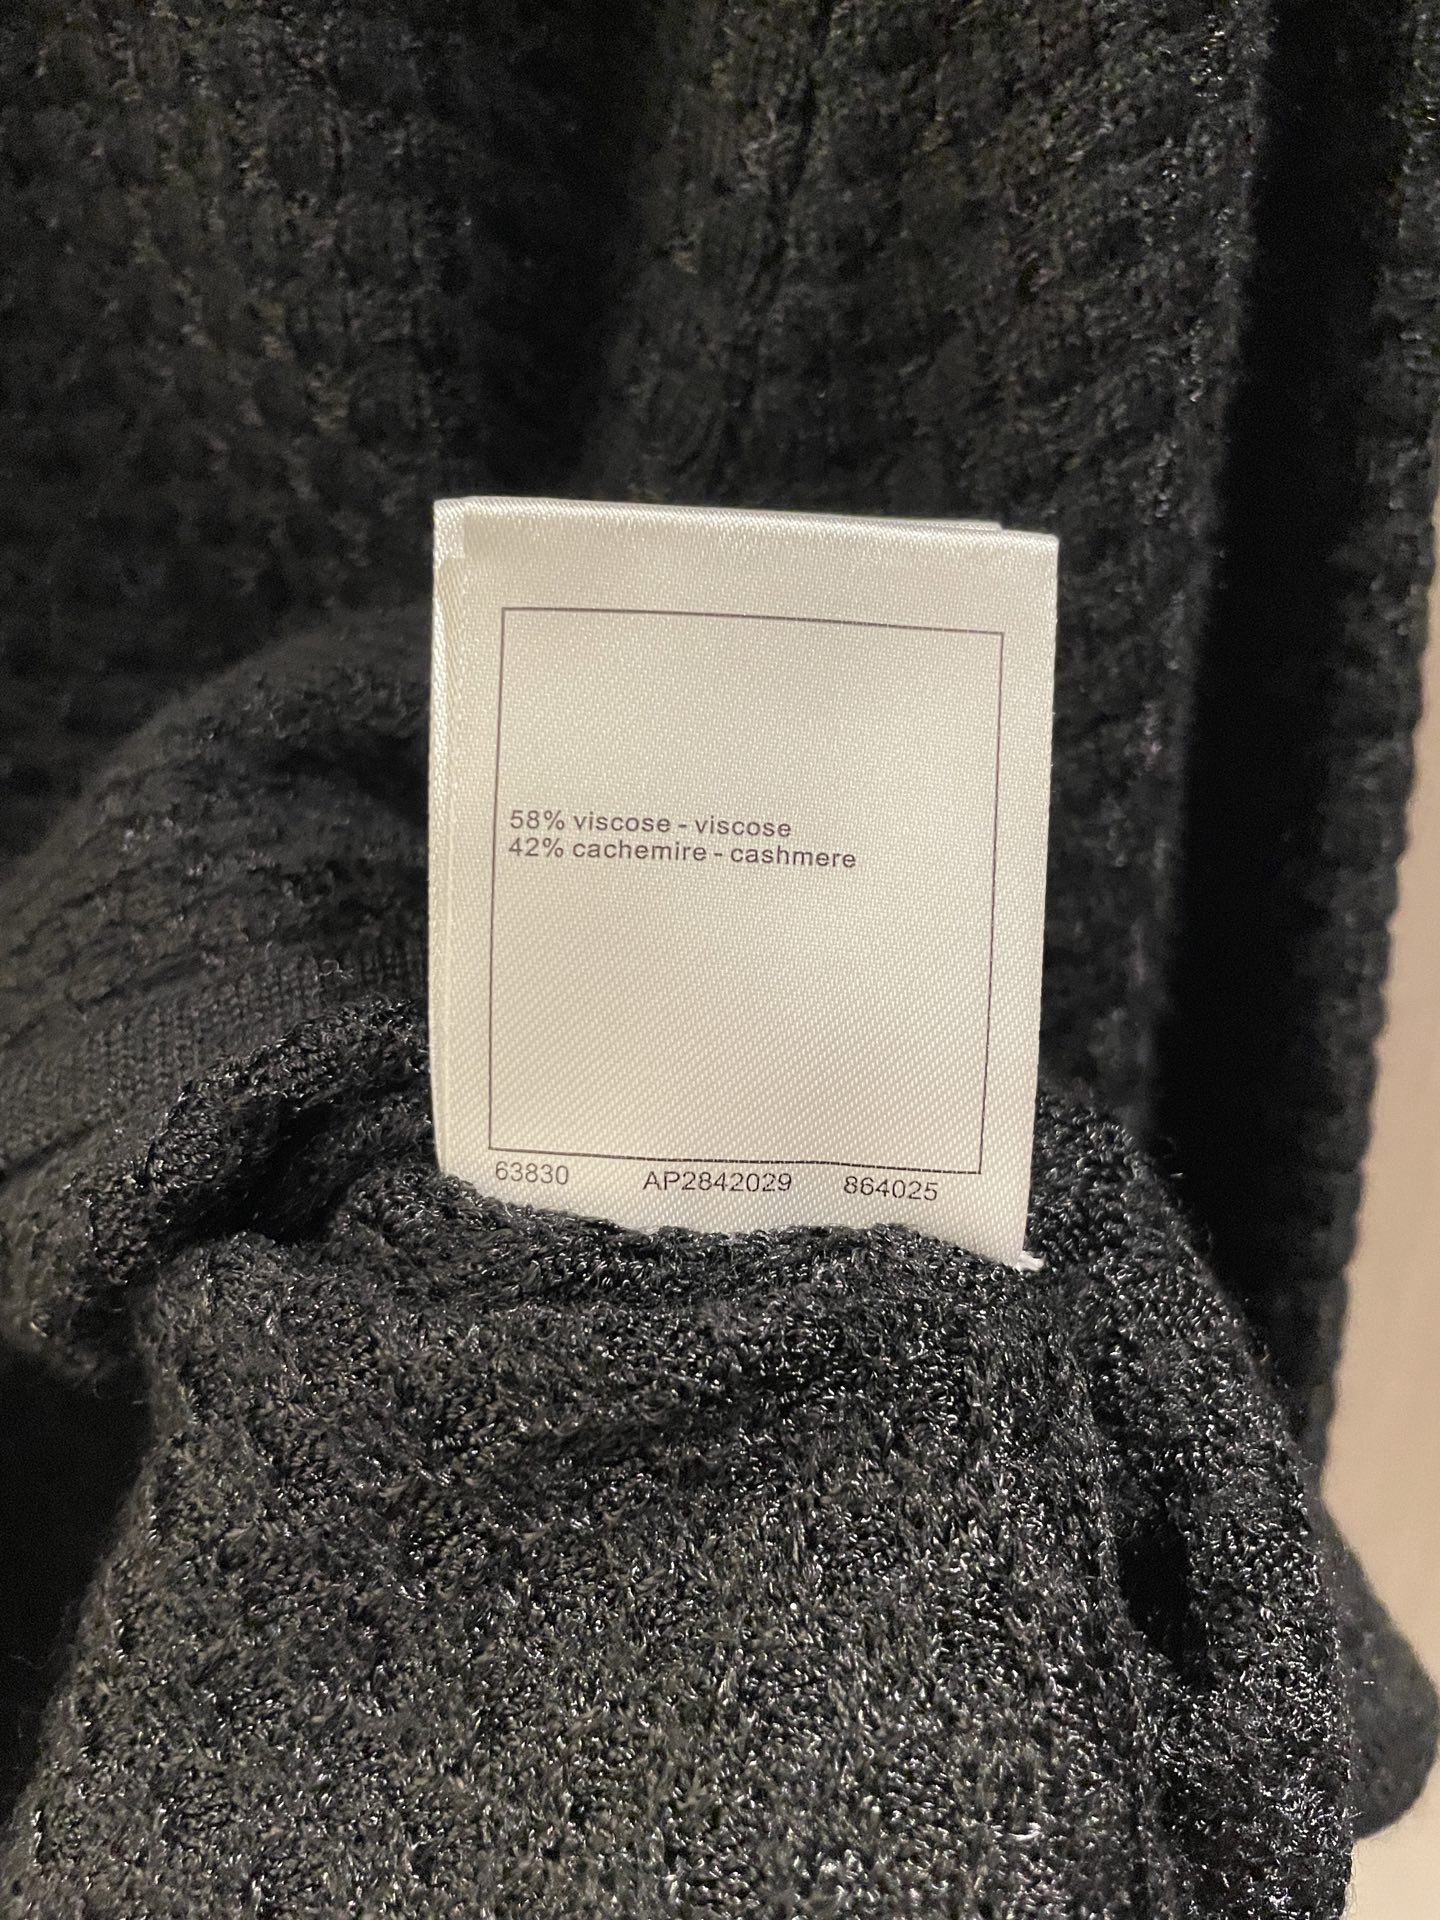 58% viscose - viscose
42% cachemire - cashmere
63830 AP2842029 864025